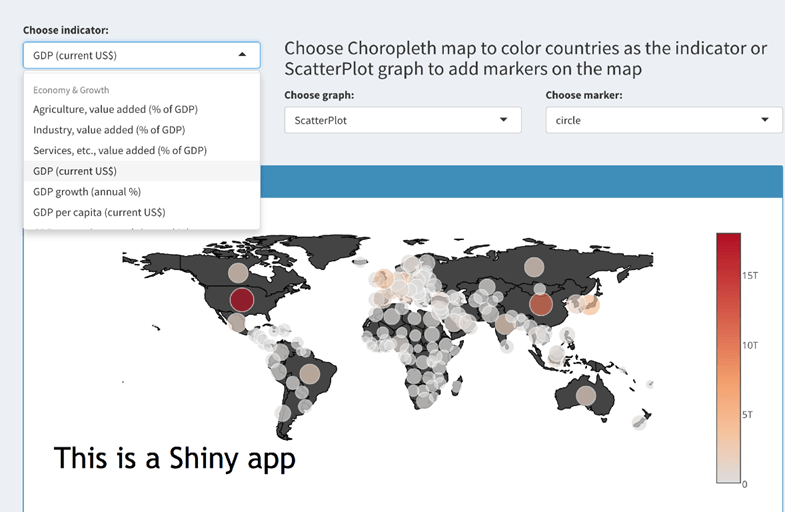 Choose indicator:
GDP (current US$)
Economy & Growth
Agriculture, value added (% of GDP)
Industry, value added (% of GDP)
Services, etc., value added (% of GDP)
GDP (current US$)
GDP growth (annual %)
GDP per capita (current US$)
Choose Choropleth map to color countries as the indicator or
ScatterPlot graph to add markers on the map
Choose graph:
ScatterPlot
Choose marker:
circle
15T
10T
5T
0
This is a Shiny app